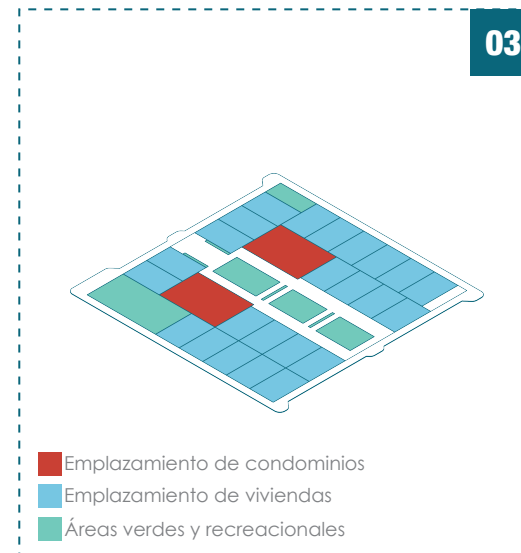 03
Emplazamiento de condominios
Emplazamiento de viviendas
Áreas verdes y recreacionales